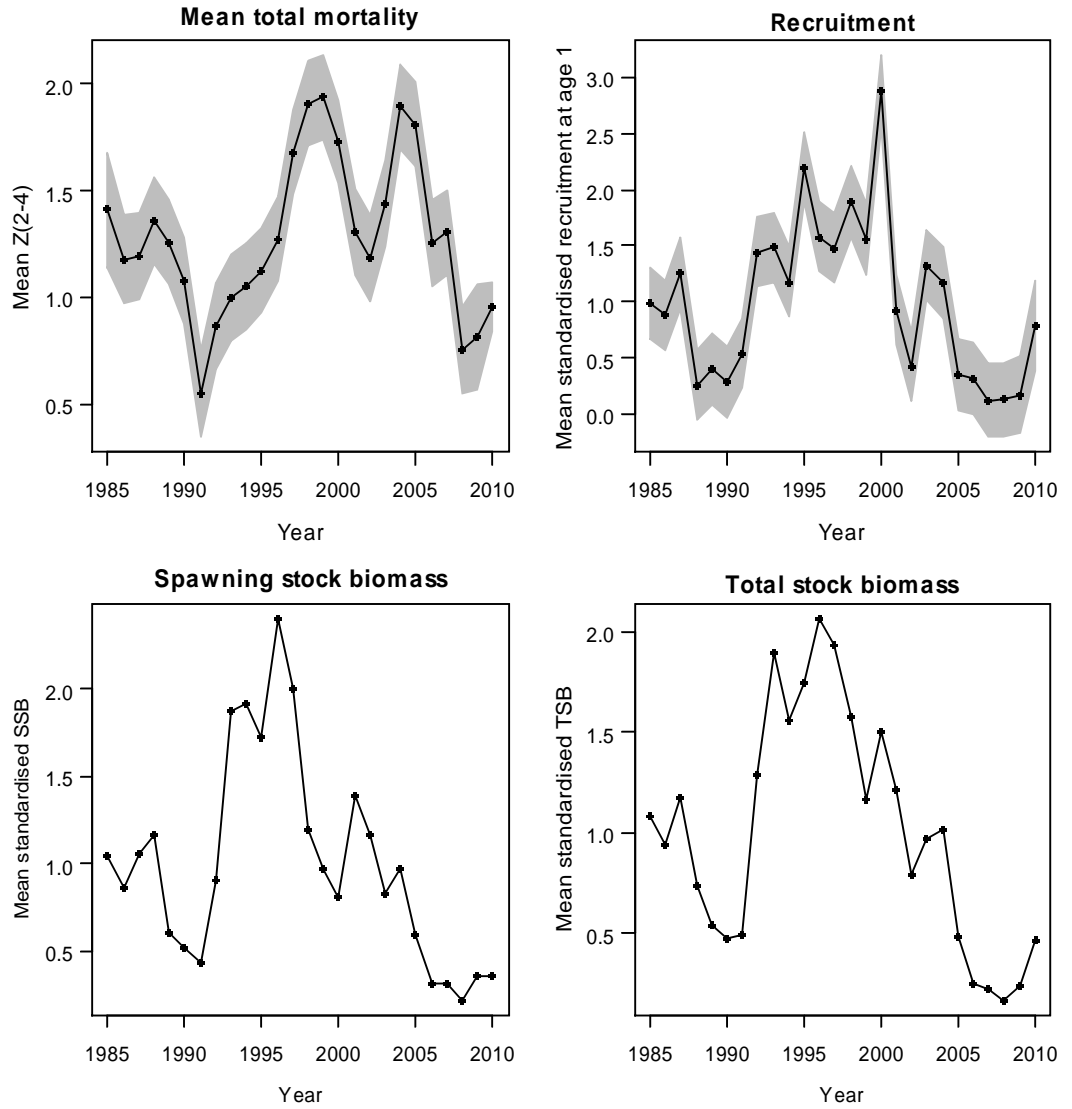 Mean total mortality
Mean Z(2-4)
2.0
1.5
1.0
0.5
1985 1990 1995 2000 2005 2010
Year
Recruitment
Mean standardised recruitment at age 1
3.0
2.5
2.0
1.5
1.0
0.5
0.0
1985 1990 1995 2000 2005 2010
Year
Spawning stock biomass
Mean standardised SSB
2.0
1.5
1.0
0.5
1985 1990 1995 2000 2005 2010
Year
Total stock biomass
Mean standardised TSB
2.0
1.5
1.0
0.5
1985 1990 1995 2000 2005 2010
Year